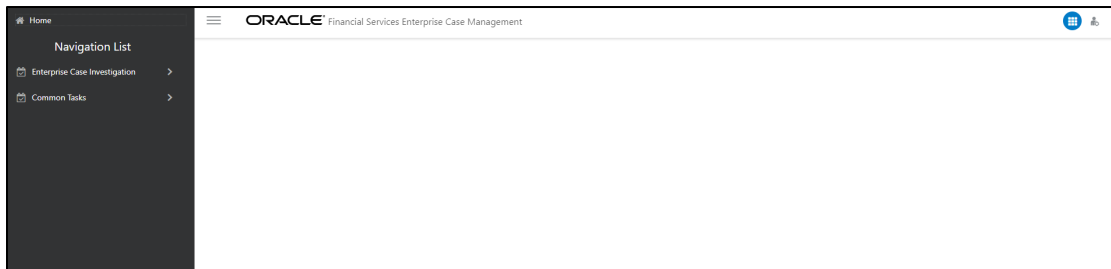 Home
ORACLE® Financial Services Enterprise Case Management
Navigation List
Enterprise Case Investigation
Common Tasks